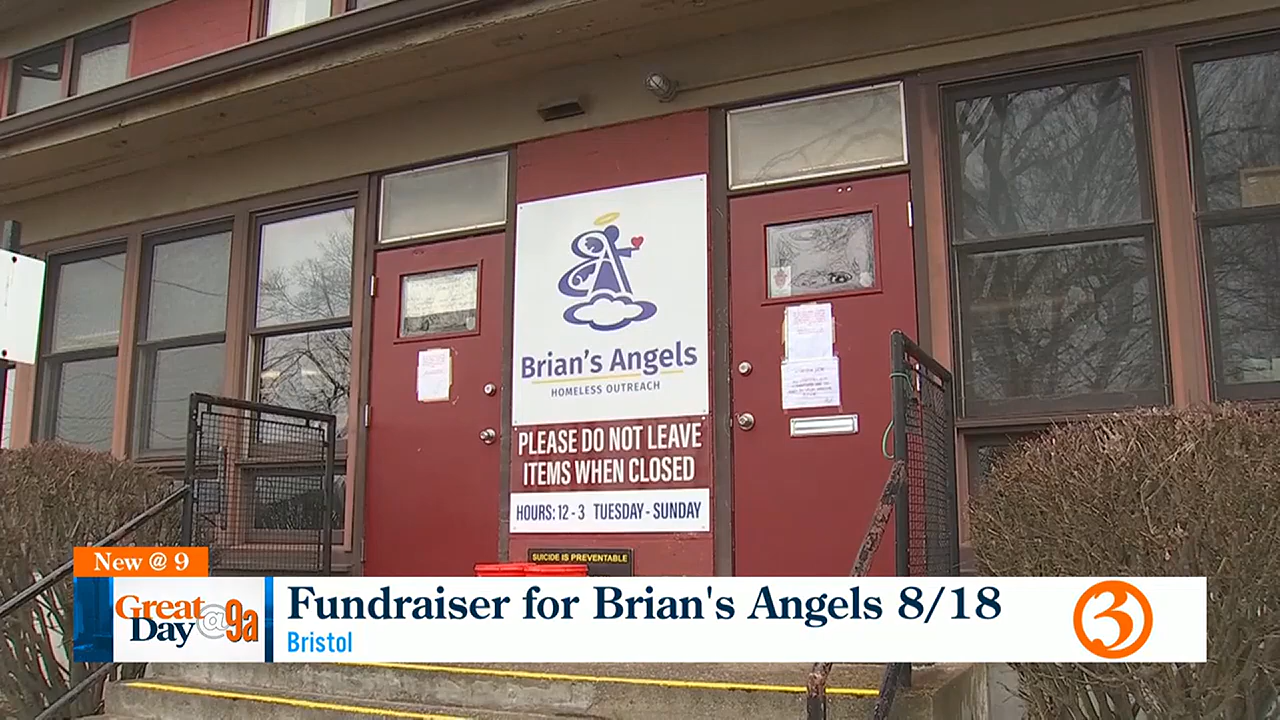 Brian's Angels
HOMELESS OUTREACH
PLEASE DO NOT LEAVE
ITEMS WHEN CLOSED
HOURS: 12 - 3 TUESDAY - SUNDAY
SUICIDE IS PREVENTABLE
New @ 9
Great
Day @ 9a
Fundraiser for Brian's Angels 8/18
Bristol
3